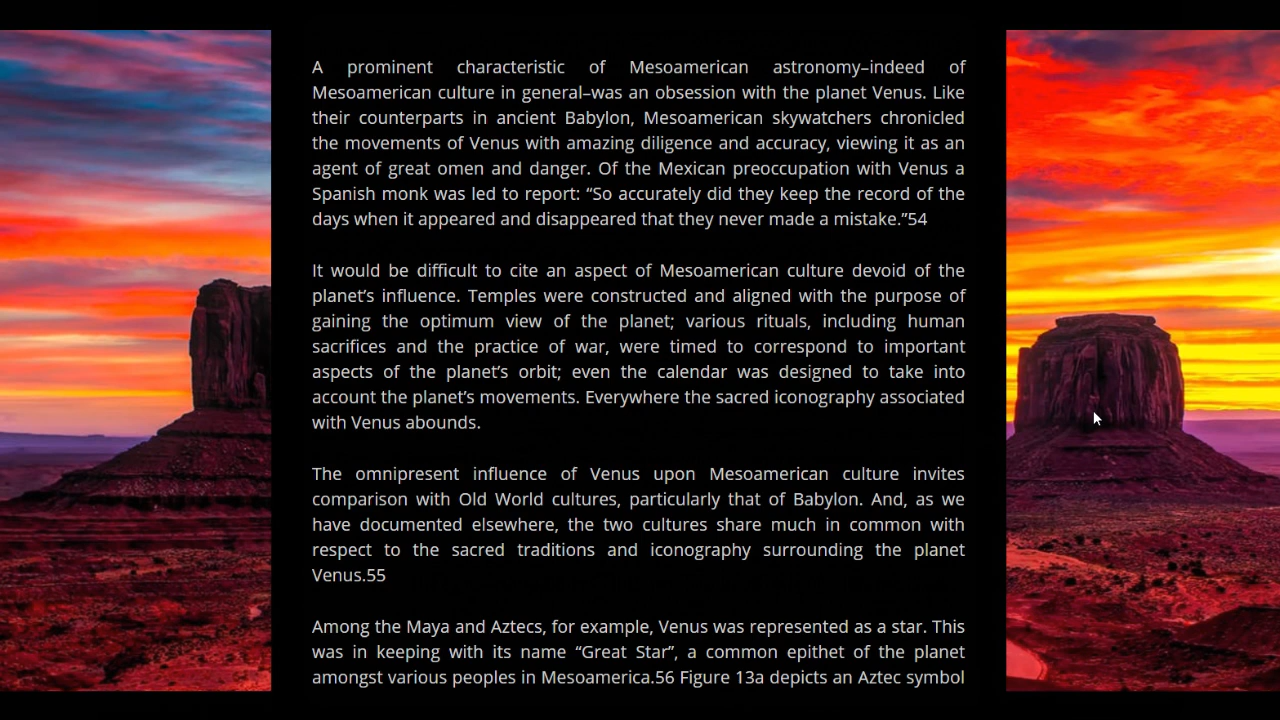 A prominent characteristic of Mesoamerican astronomy–indeed of
Mesoamerican culture in general–was an obsession with the planet Venus. Like
their counterparts in ancient Babylon, Mesoamerican skywatchers chronicled
the movements of Venus with amazing diligence and accuracy, viewing it as an
agent of great omen and danger. Of the Mexican preoccupation with Venus a
Spanish monk was led to report: “So accurately did they keep the record of the
days when it appeared and disappeared that they never made a mistake.”54
It would be difficult to cite an aspect of Mesoamerican culture devoid of the
planet’s influence. Temples were constructed and aligned with the purpose of
gaining the optimum view of the planet; various rituals, including human
sacrifices and the practice of war, were timed to correspond to important
aspects of the planet’s orbit; even the calendar was designed to take into
account the planet’s movements. Everywhere the sacred iconography associated
with Venus abounds.
The omnipresent influence of Venus upon Mesoamerican culture invites
comparison with Old World cultures, particularly that of Babylon. And, as we
have documented elsewhere, the two cultures share much in common with
respect to the sacred traditions and iconography surrounding the planet
Venus.55
Among the Maya and Aztecs, for example, Venus was represented as a star. This
was in keeping with its name “Great Star”, a common epithet of the planet
amongst various peoples in Mesoamerica.56 Figure 13a depicts an Aztec symbol